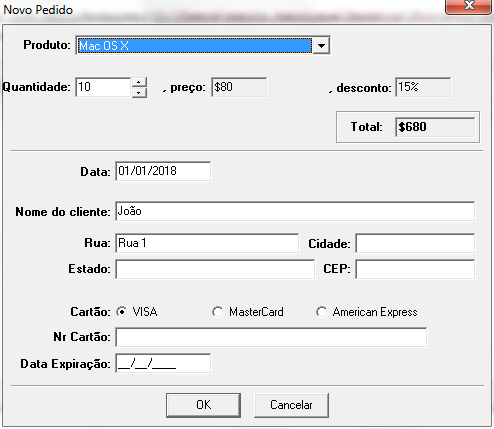 Novo Pedido
Produto: Mac OS X
Quantidade: 10 , preço: $80 , desconto: 15%
Total: $680
Data: 01/01/2018
Nome do cliente: João
Rua: Rua 1 Cidade:
Estado: CEP:
Cartão: VISA MasterCard American Express
Nr Cartão:
Data Expiração: __/__/____
OK Cancelar